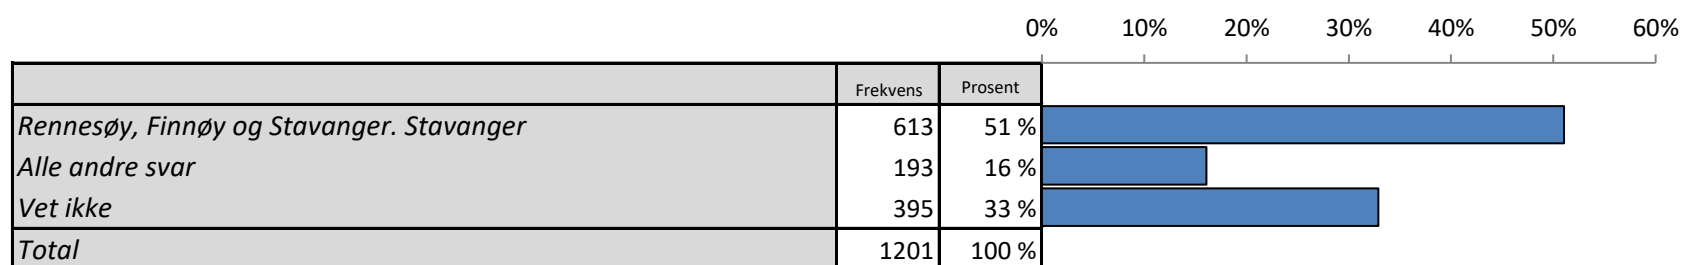 0% 10% 20% 30% 40% 50% 60%
Frekvens Prosent
Rennesøy, Finnøy og Stavanger. Stavanger 613 51 %
Alle andre svar 193 16 %
Vet ikke 395 33 %
Total 1201 100 %